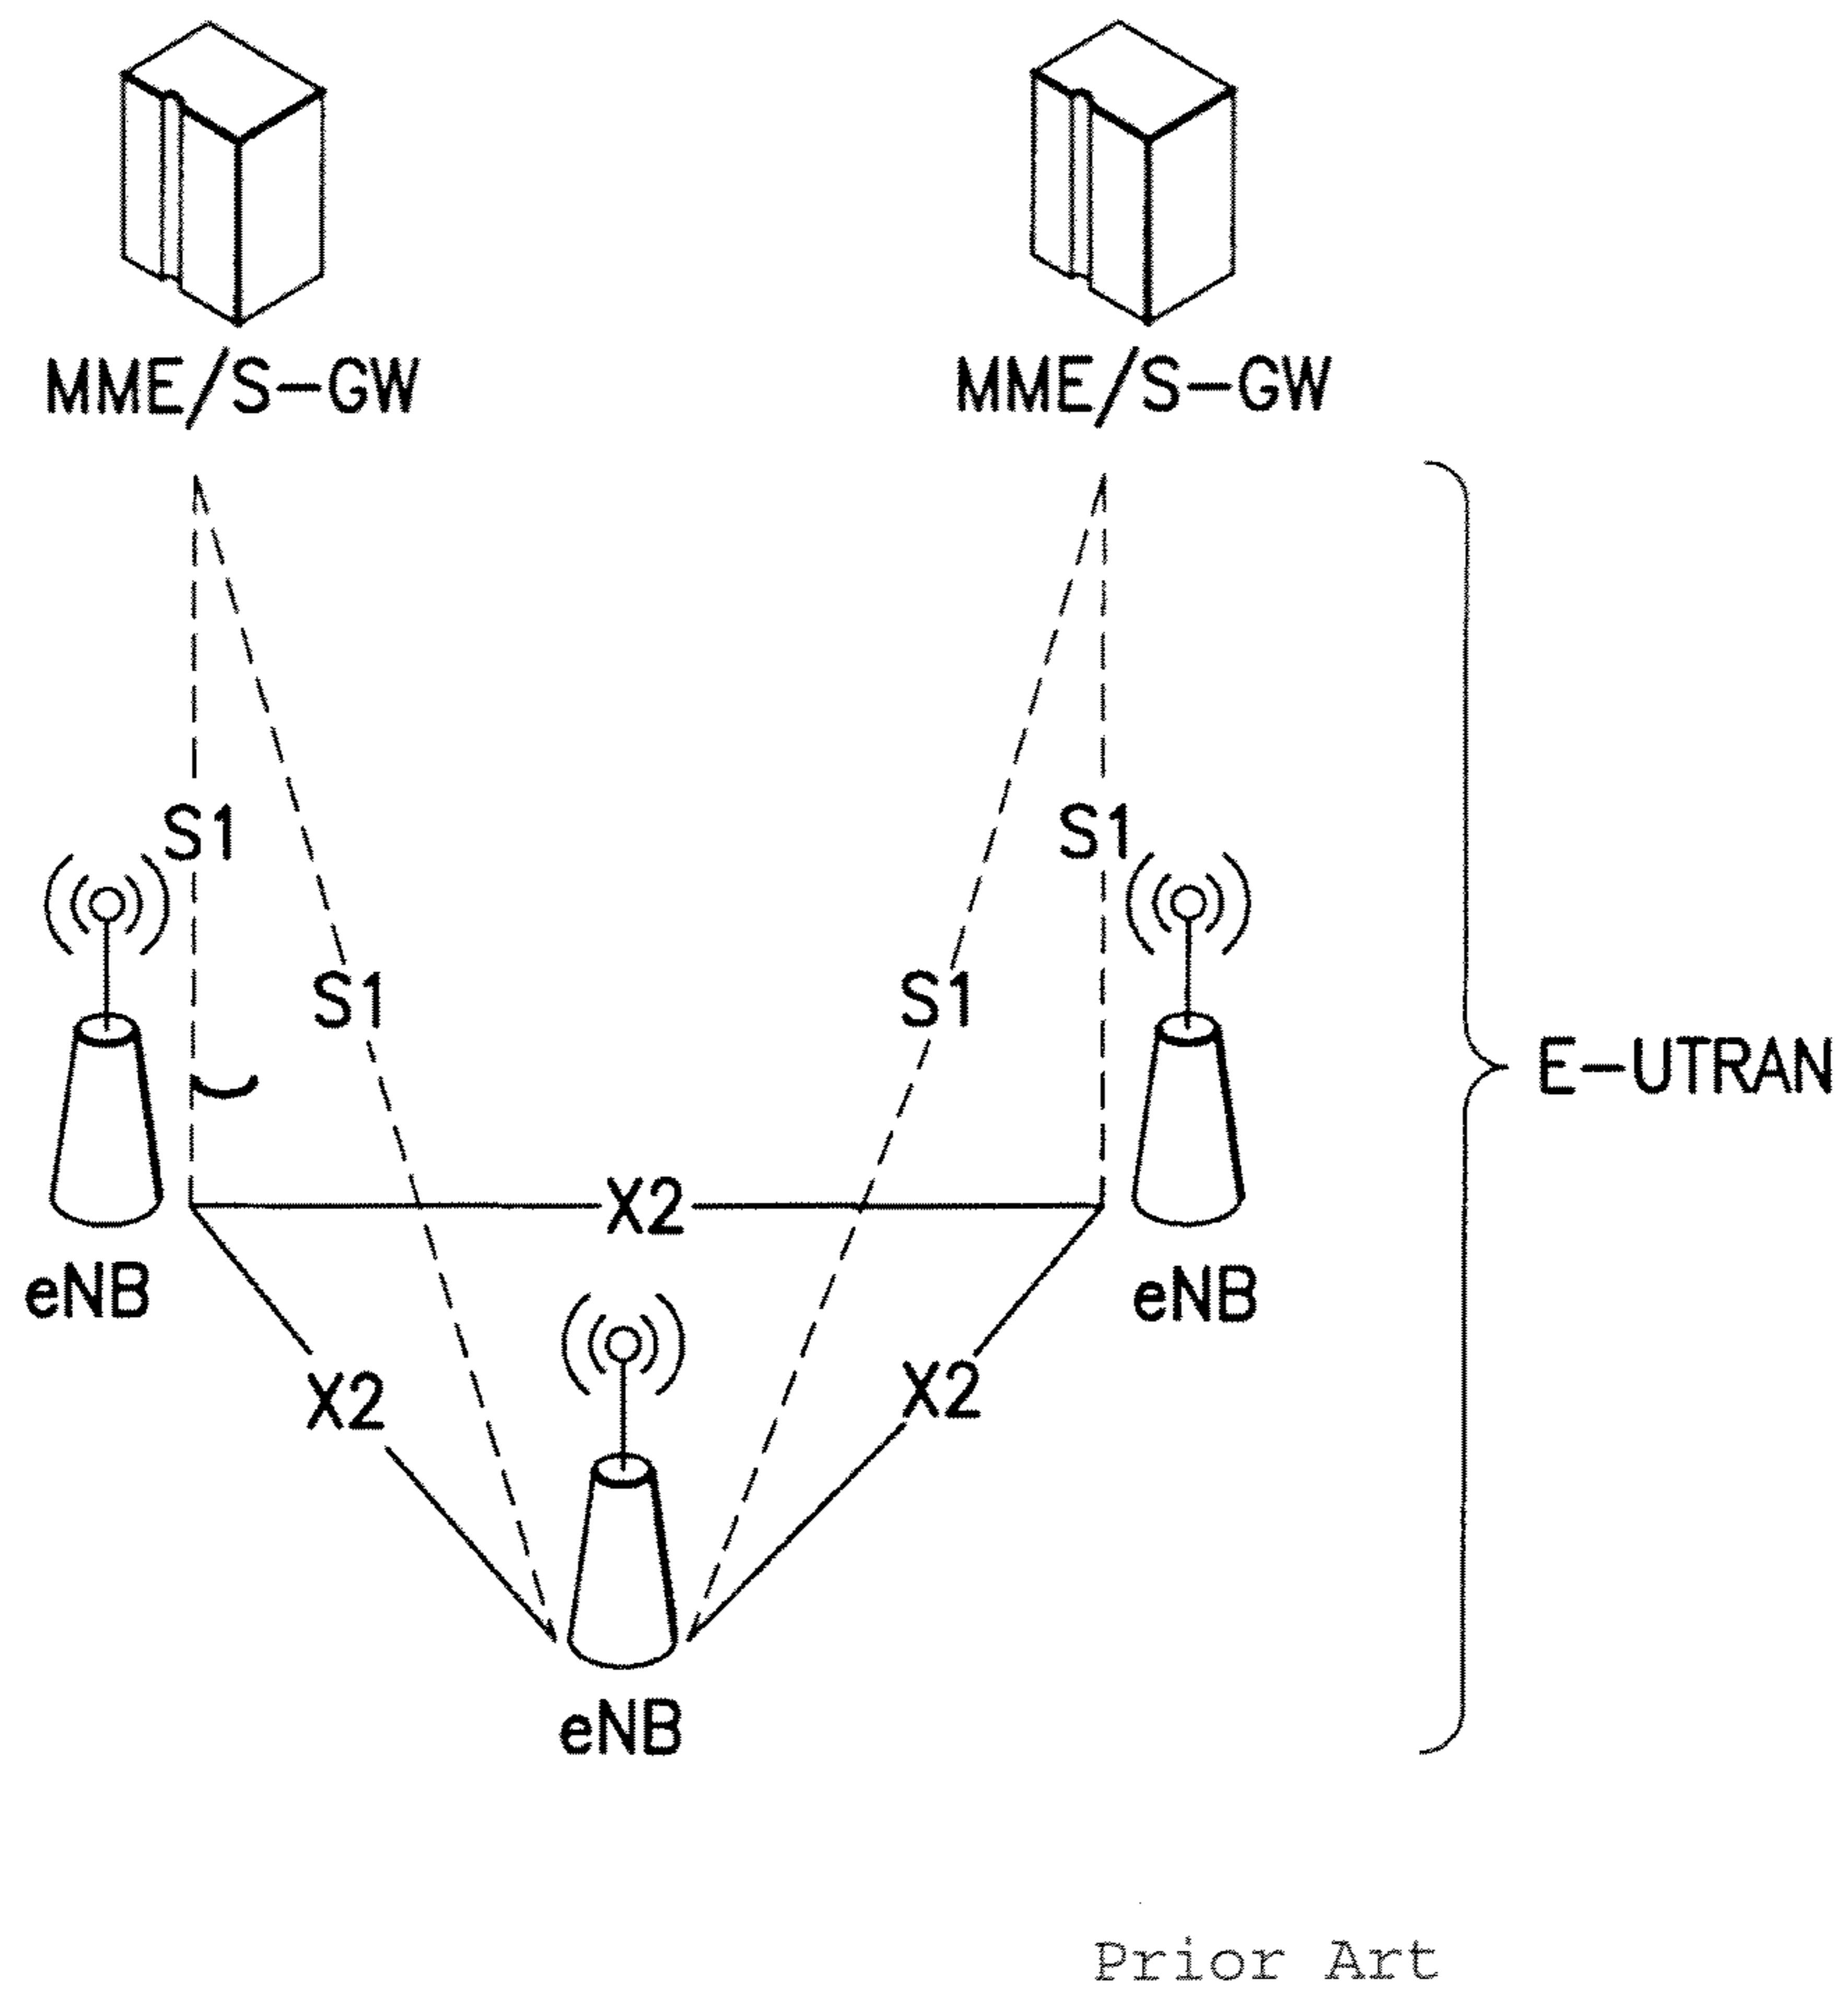 MME/S-GW
MME/S-GW
S1
S1
S1
S1
E-UTRAN
X2
eNB
eNB
X2
X2
eNB
Prior Art